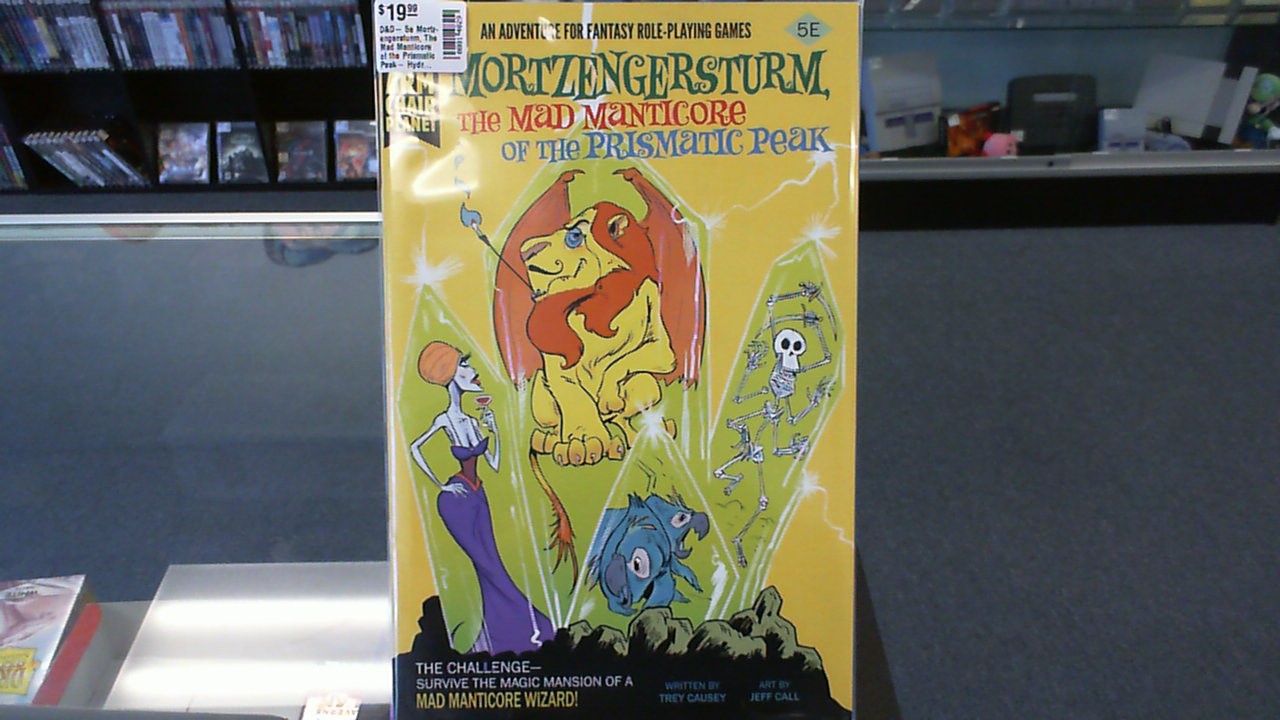 $19.99
D&D— 5e Mortz-
engersturm, The
Mad Manticore
of the Prismatic
Peak— Hydr...
AN ADVENTURE FOR FANTASY ROLE-PLAYING GAMES
5E
ARM
CHAIR
PLANET
MORTZENGERSTURM,
THE MAD MANTICORE
OF THE PRISMATIC PEAK
THE CHALLENGE—
SURVIVE THE MAGIC MANSION OF A
MAD MANTICORE WIZARD!
WRITTEN BY
TREY CAUSEY
ART BY
JEFF CALL